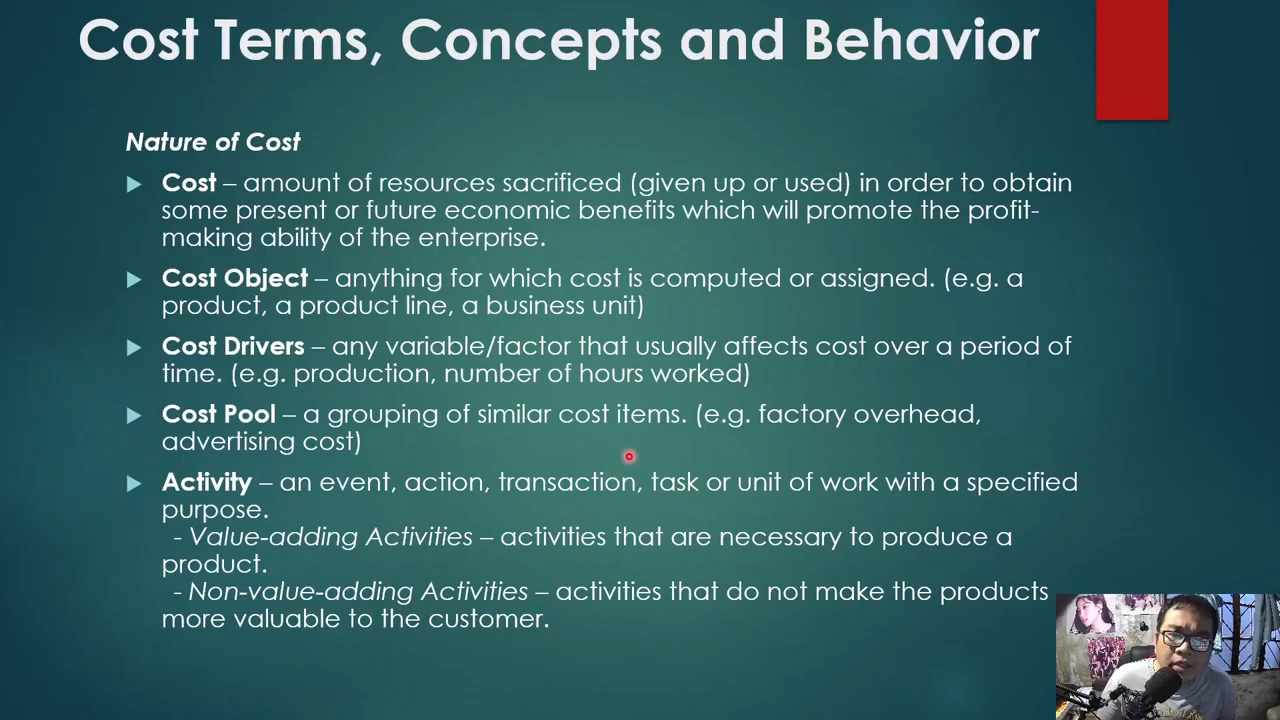 Cost Terms, Concepts and Behavior
Nature of Cost
Cost – amount of resources sacrificed (given up or used) in order to obtain
some present or future economic benefits which will promote the profit-
making ability of the enterprise.
Cost Object – anything for which cost is computed or assigned. (e.g. a
product, a product line, a business unit)
Cost Drivers – any variable/factor that usually affects cost over a period of
time. (e.g. production, number of hours worked)
Cost Pool – a grouping of similar cost items. (e.g. factory overhead,
advertising cost)
Activity – an event, action, transaction, task or unit of work with a specified
purpose.
- Value-adding Activities – activities that are necessary to produce a
product.
- Non-value-adding Activities – activities that do not make the products
more valuable to the customer.